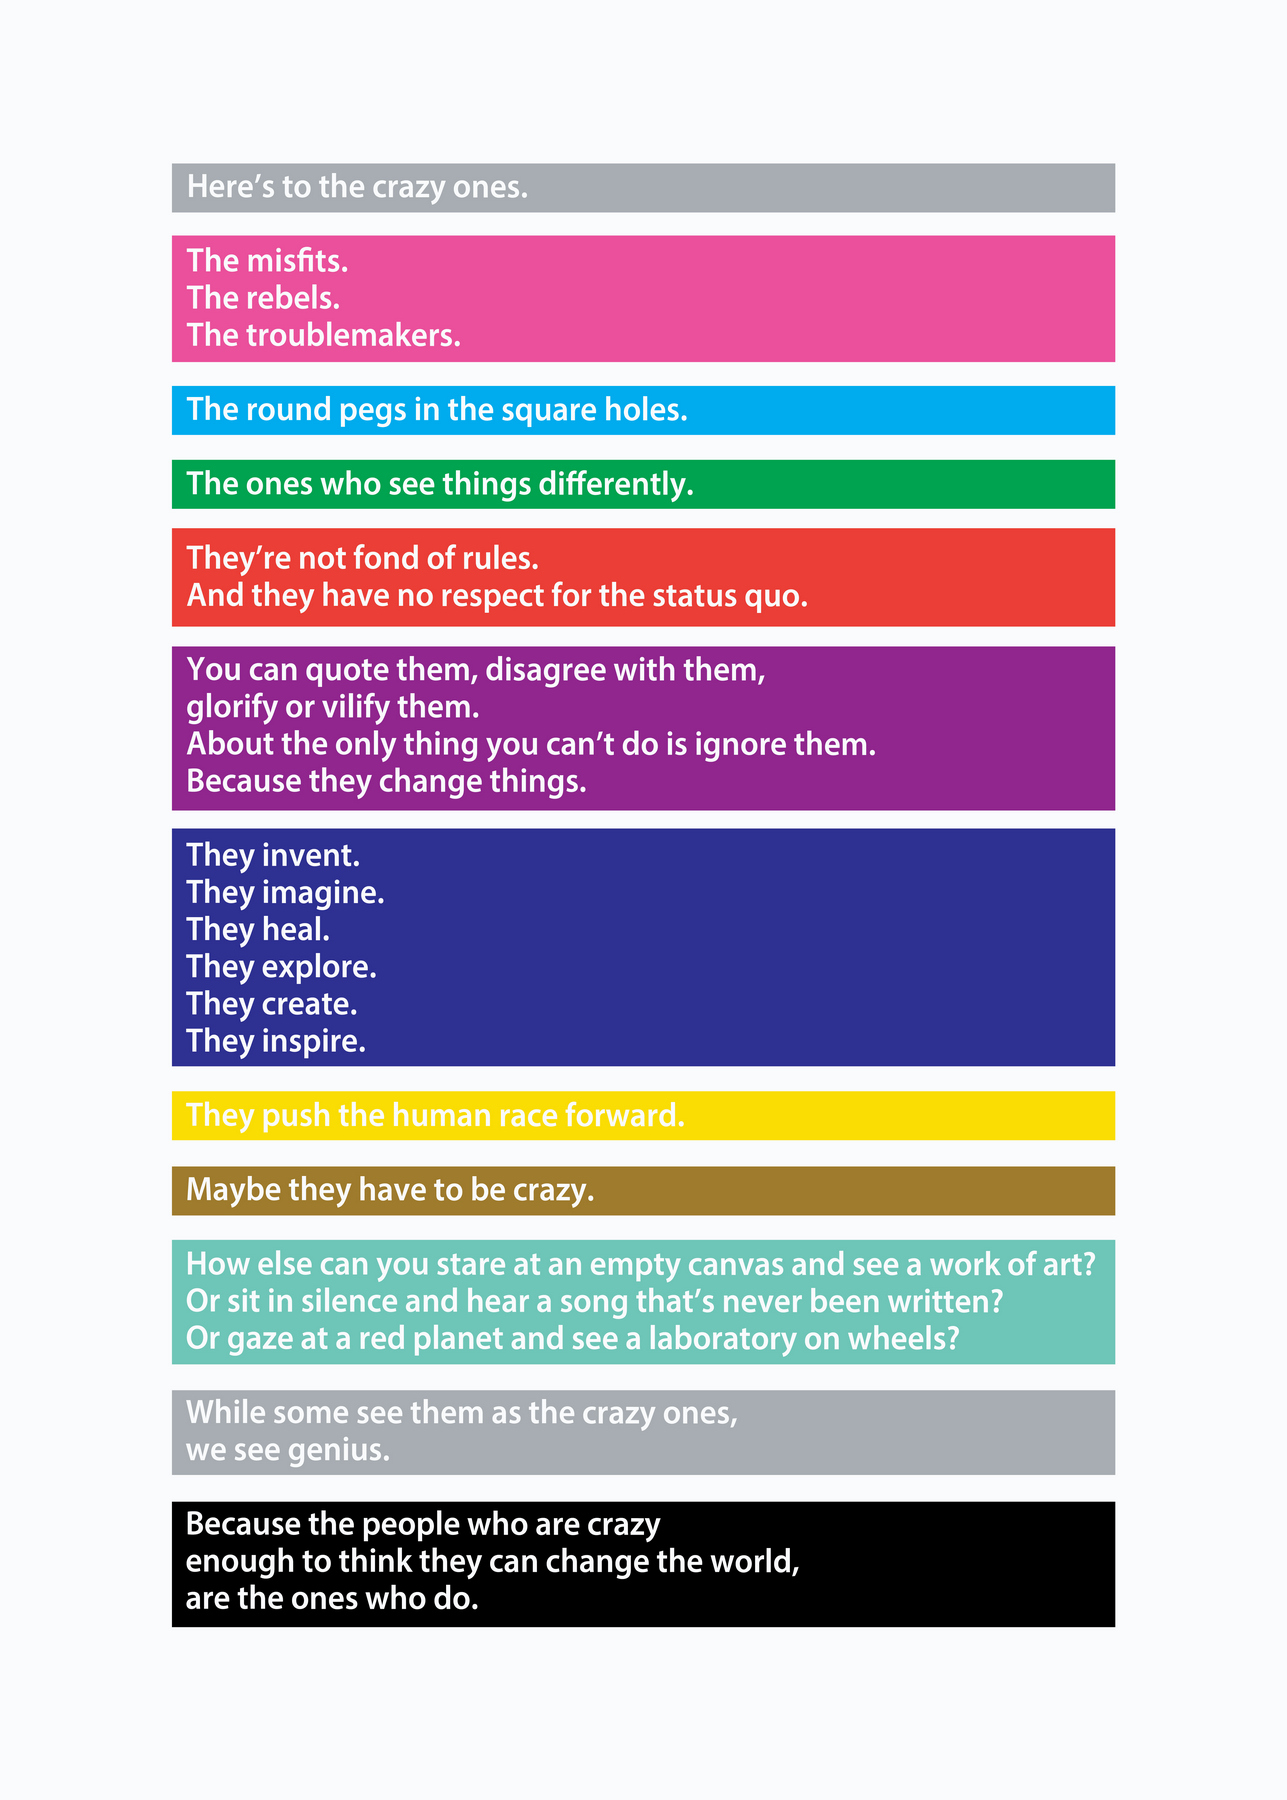 Here’s to the crazy ones.
The misfits.
The rebels.
The troublemakers.
The round pegs in the square holes.
The ones who see things differently.
They’re not fond of rules.
And they have no respect for the status quo.
You can quote them, disagree with them,
glorify or vilify them.
About the only thing you can’t do is ignore them.
Because they change things.
They invent.
They imagine.
They heal.
They explore.
They create.
They inspire.
They push the human race forward.
Maybe they have to be crazy.
How else can you stare at an empty canvas and see a work of art?
Or sit in silence and hear a song that’s never been written?
Or gaze at a red planet and see a laboratory on wheels?
While some see them as the crazy ones,
we see genius.
Because the people who are crazy
enough to think they can change the world,
are the ones who do.